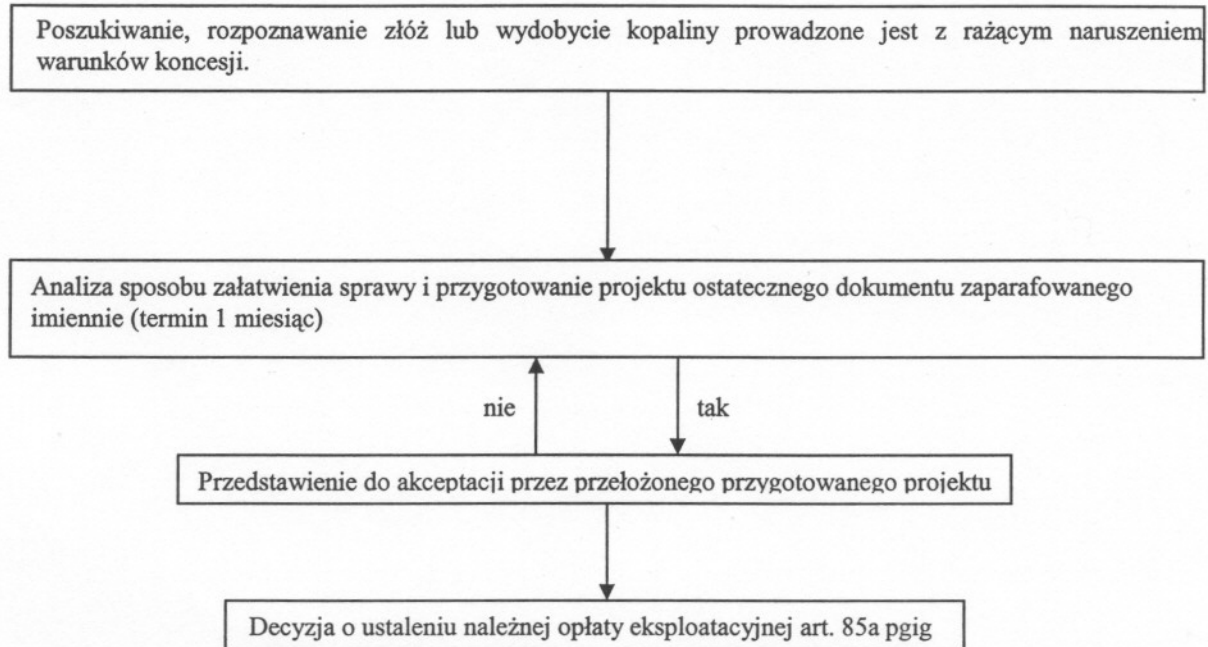 Poszukiwanie, rozpoznawanie złóż lub wydobycie kopaliny prowadzone jest z rażącym naruszeniem
warunków koncesji.
Analiza sposobu załatwienia sprawy i przygotowanie projektu ostatecznego dokumentu zaparafowanego
imiennie (termin 1 miesiąc)
nie tak
Przedstawienie do akceptacji przez przełożonego przygotowanego projektu
Decyzja o ustaleniu należnej opłaty eksploatacyjnej art. 85a pgig